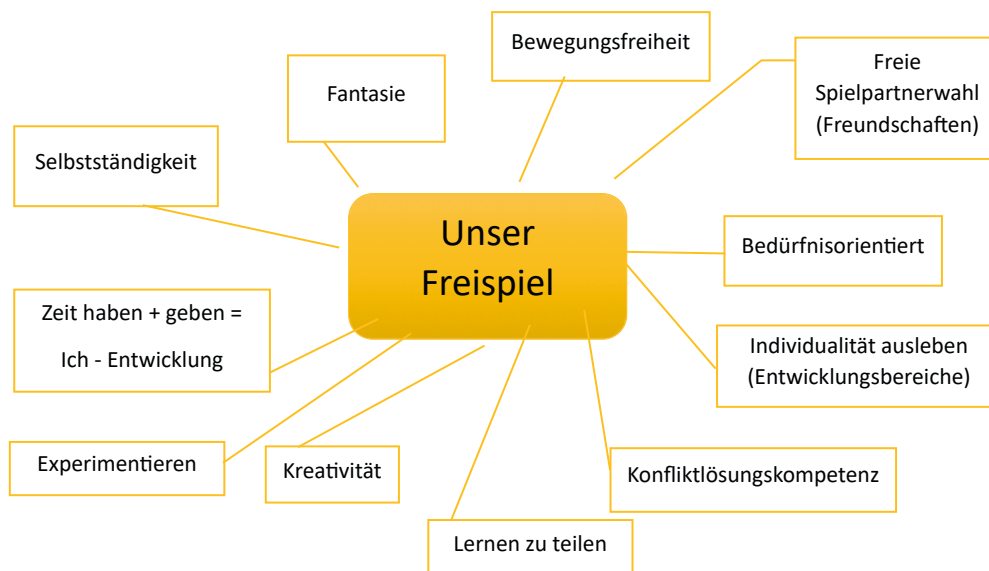 Bewegungsfreiheit
Freie
Spielpartnerwahl
(Freundschaften)
Fantasie
Selbstständigkeit
Unser
Freispiel
Bedürfnisorientiert
Zeit haben + geben =
Ich - Entwicklung
Individualität ausleben
(Entwicklungsbereiche)
Experimentieren
Kreativität
Konfliktlösungskompetenz
Lernen zu teilen